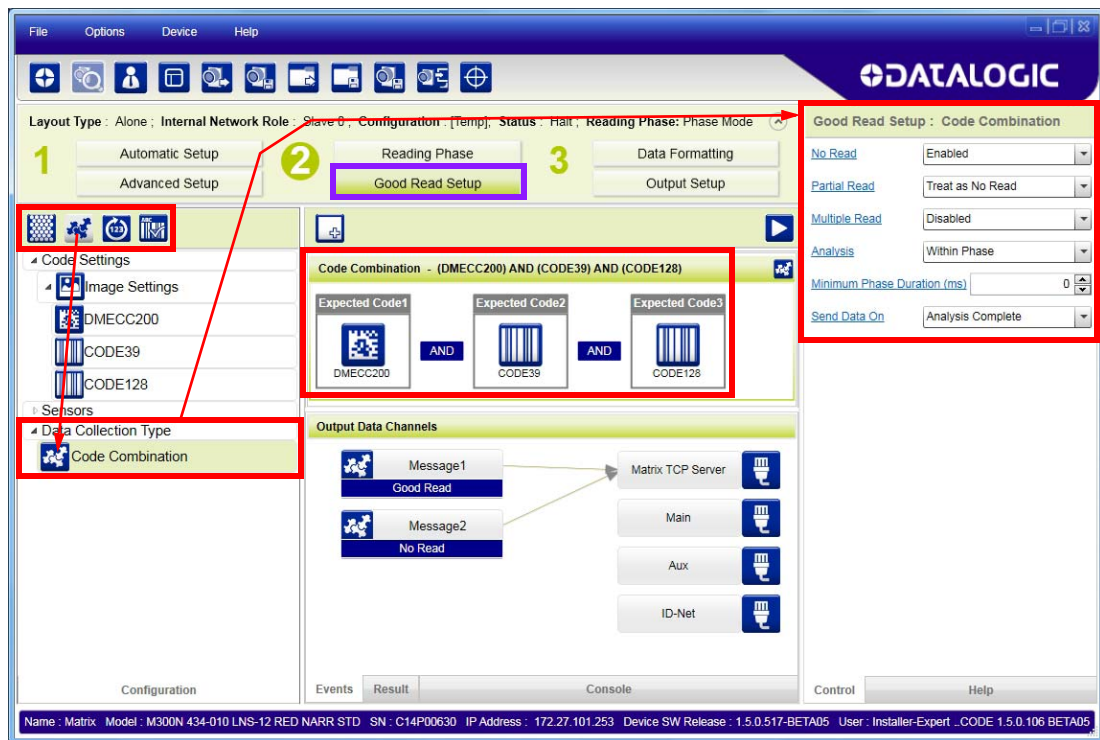 File Options Device Help
DATALOGIC
Layout Type : Alone ; Internal Network Role : Slave 0 ; Configuration : [Temp]; Status : Halt ; Reading Phase: Phase Mode
1
Automatic Setup
Advanced Setup
2
Reading Phase
Good Read Setup
3
Data Formatting
Output Setup
123
ABC
Code Settings
Image Settings
DMECC200
CODE39
CODE128
Sensors
Data Collection Type
Code Combination
Configuration
Code Combination - (DMECC200) AND (CODE39) AND (CODE128)
Expected Code1 Expected Code2 Expected Code3
AND AND
DMECC200 CODE39 CODE128
Output Data Channels
Message1
Good Read
Message2
No Read
Matrix TCP Server
Main
Aux
ID-Net
Events Result Console
Good Read Setup : Code Combination
No Read Enabled
Partial Read Treat as No Read
Multiple Read Disabled
Analysis Within Phase
Minimum Phase Duration (ms) 0
Send Data On Analysis Complete
Control Help
Name : Matrix Model : M300N 434-010 LNS-12 RED NARR STD SN : C14P00630 IP Address : 172.27.101.253 Device SW Release : 1.5.0.517-BETA05 User : Installer-Expert _CODE 1.5.0.106 BETA05